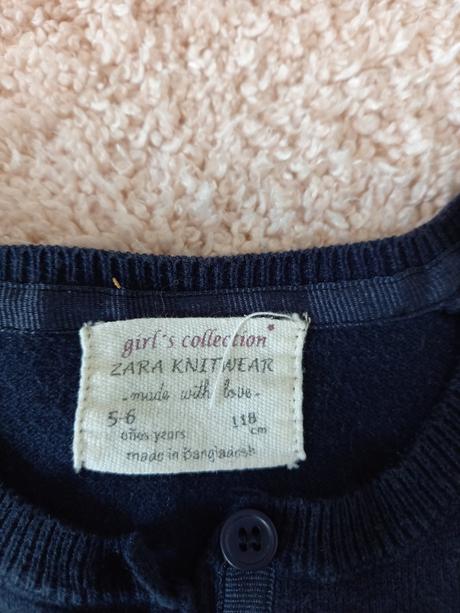 girl's collection*
ZARA KNITWEAR
-made with love-
5-6 118
años years cm
made in Bangladesh